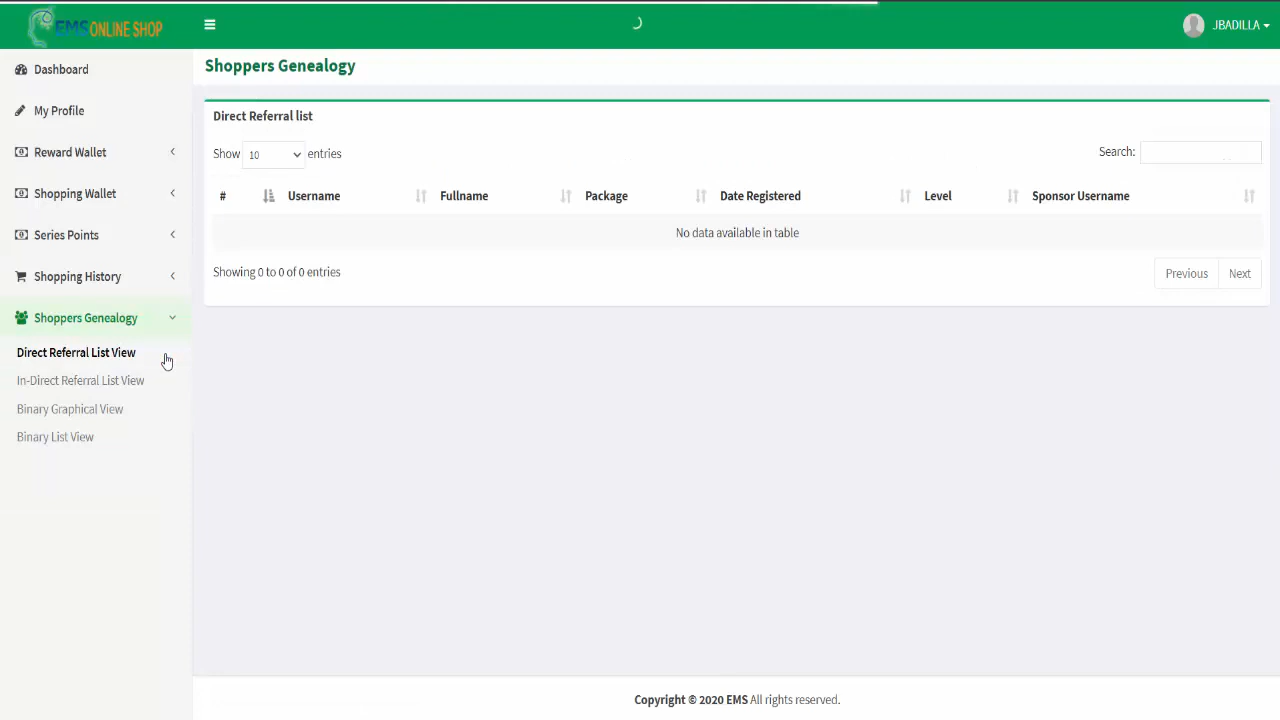 EMS ONLINE SHOP
JBADILLA
Dashboard
My Profile
Reward Wallet
Shopping Wallet
Series Points
Shopping History
Shoppers Genealogy
Direct Referral List View
In-Direct Referral List View
Binary Graphical View
Binary List View
Shoppers Genealogy
Direct Referral list
Show 10 entries
Search:
# Username Fullname Package Date Registered Level Sponsor Username
No data available in table
Showing 0 to 0 of 0 entries
Previous Next
Copyright © 2020 EMS All rights reserved.